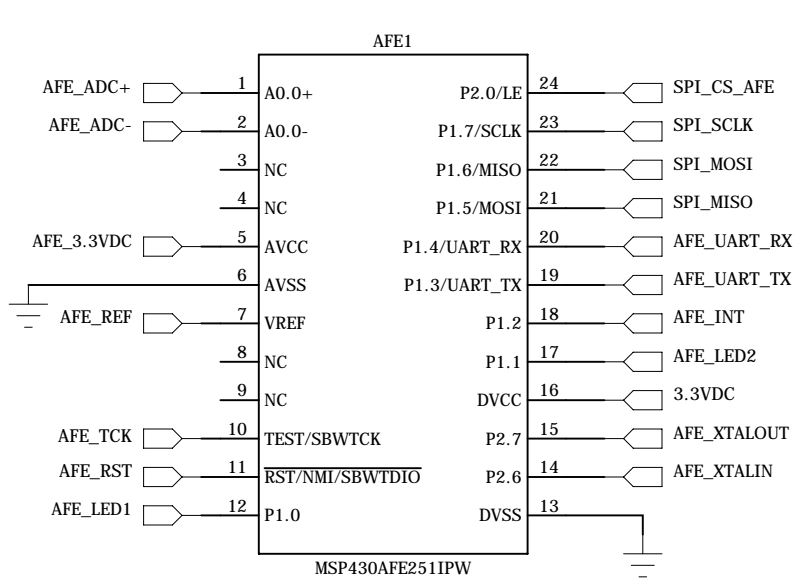 AFE1
AFE_ADC+ 1 A0.0+ P2.0/LE 24 SPI_CS_AFE
AFE_ADC- 2 A0.0- P1.7/SCLK 23 SPI_SCLK
3 NC P1.6/MISO 22 SPI_MOSI
4 NC P1.5/MOSI 21 SPI_MISO
AFE_3.3VDC 5 AVCC P1.4/UART_RX 20 AFE_UART_RX
6 AVSS P1.3/UART_TX 19 AFE_UART_TX
AFE_REF 7 VREF P1.2 18 AFE_INT
8 NC P1.1 17 AFE_LED2
9 NC DVCC 16 3.3VDC
AFE_TCK 10 TEST/SBWTCK P2.7 15 AFE_XTALOUT
AFE_RST 11 RST/NMI/SBWTDIO P2.6 14 AFE_XTALIN
AFE_LED1 12 P1.0 DVSS 13
MSP430AFE251IPW